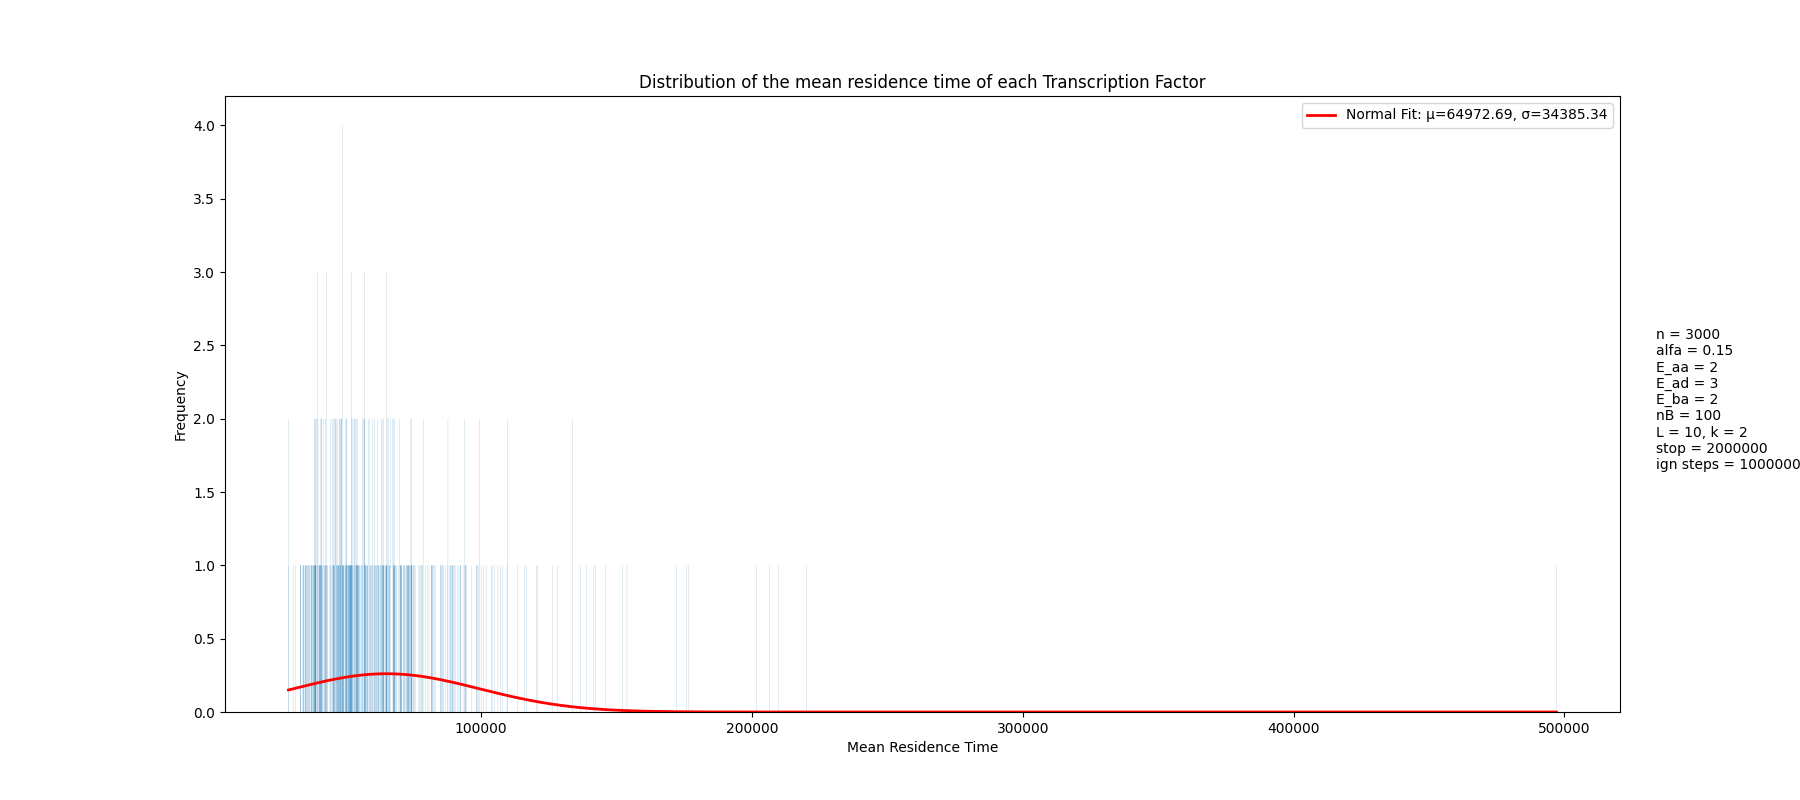 Distribution of the mean residence time of each Transcription Factor
Normal Fit: μ=64972.69, σ=34385.34
4.0
3.5
3.0
2.5
2.0
1.5
1.0
0.5
0.0
Frequency
100000
200000
300000
400000
500000
Mean Residence Time
n = 3000
alfa = 0.15
E_aa = 2
E_ad = 3
E_ba = 2
nB = 100
L = 10, k = 2
stop = 2000000
ign steps = 1000000